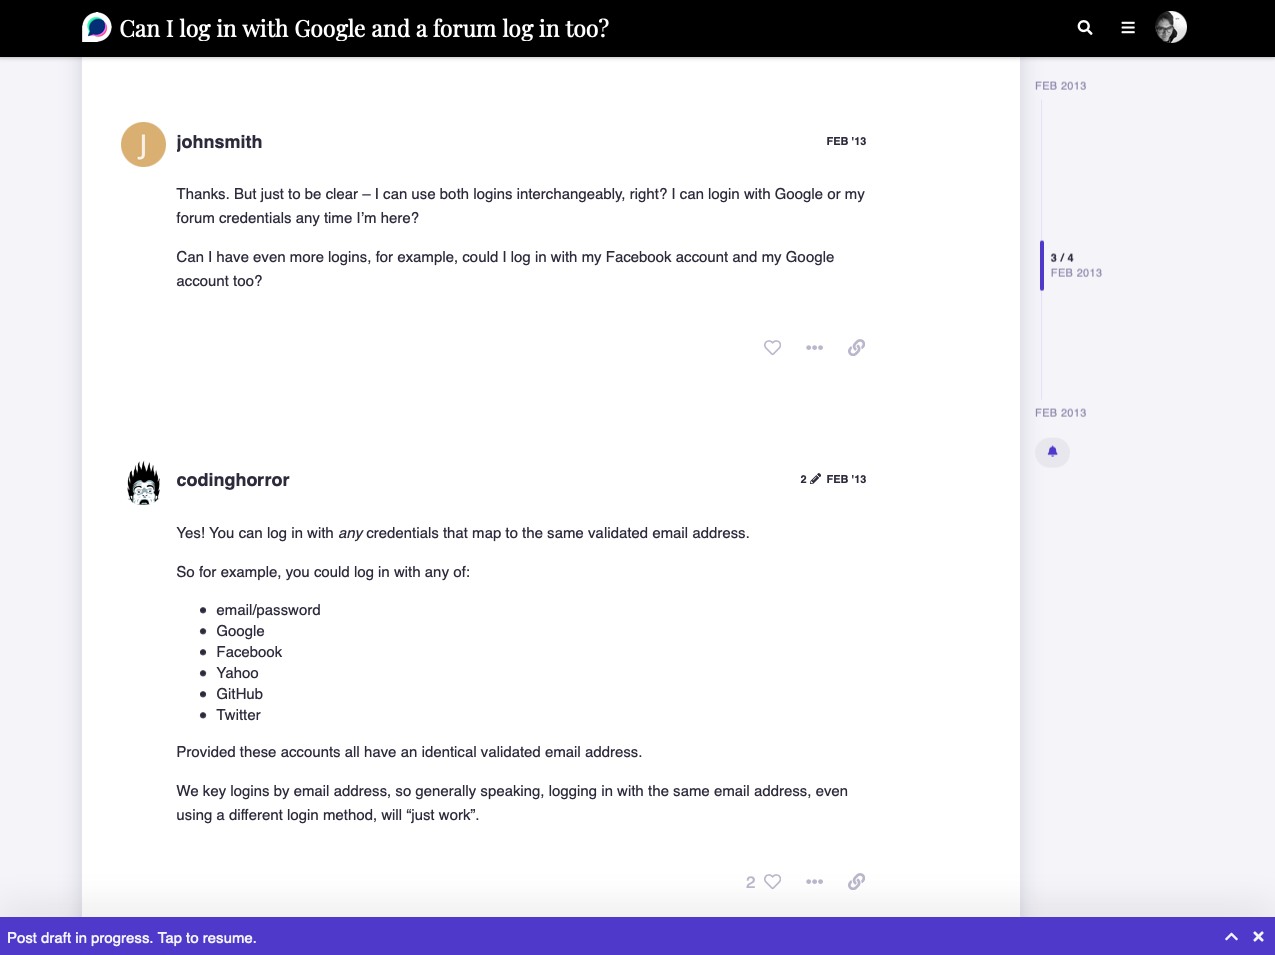 Can I log in with Google and a forum log in too?
FEB 2013
J
johnsmith
FEB '13
Thanks. But just to be clear – I can use both logins interchangeably, right? I can login with Google or my
forum credentials any time I’m here?
Can I have even more logins, for example, could I log in with my Facebook account and my Google
account too?
3 / 4
FEB 2013
FEB 2013
codinghorror
2 FEB '13
Yes! You can log in with any credentials that map to the same validated email address.
So for example, you could log in with any of:
email/password
Google
Facebook
Yahoo
GitHub
Twitter
Provided these accounts all have an identical validated email address.
We key logins by email address, so generally speaking, logging in with the same email address, even
using a different login method, will “just work”.
2
Post draft in progress. Tap to resume.